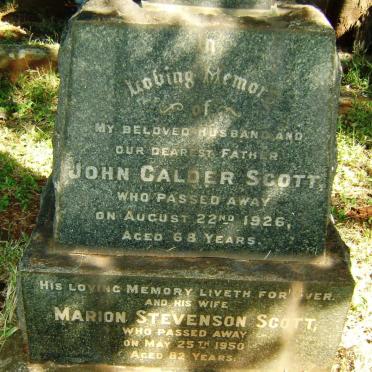 In
Loving Memory
of
MY BELOVED HUSBAND AND
OUR DEAREST FATHER
JOHN CALDER SCOTT,
WHO PASSED AWAY
ON AUGUST 22ND 1926,
AGED 68 YEARS.
HIS LOVING MEMORY LIVETH FOR EVER.
AND HIS WIFE
MARION STEVENSON SCOTT,
WHO PASSED AWAY
ON MAY 25TH 1950
AGED 82 YEARS.